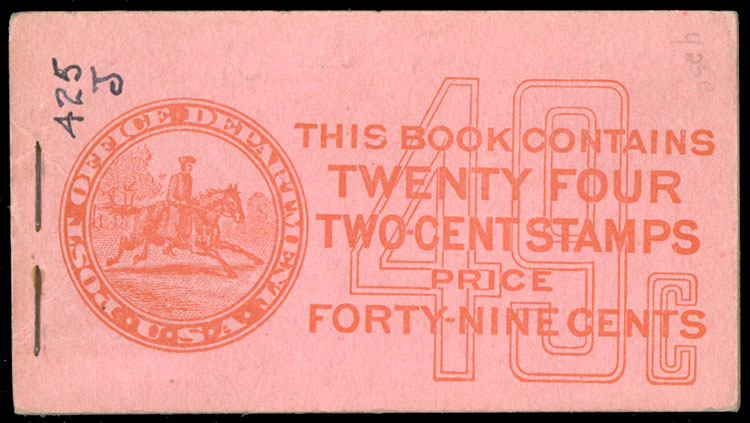 425
J
POST OFFICE DEPARTMENT
U.S.A.
THIS BOOK CONTAINS
TWENTY FOUR
TWO-CENT STAMPS
PRICE
FORTY-NINE CENTS
49c